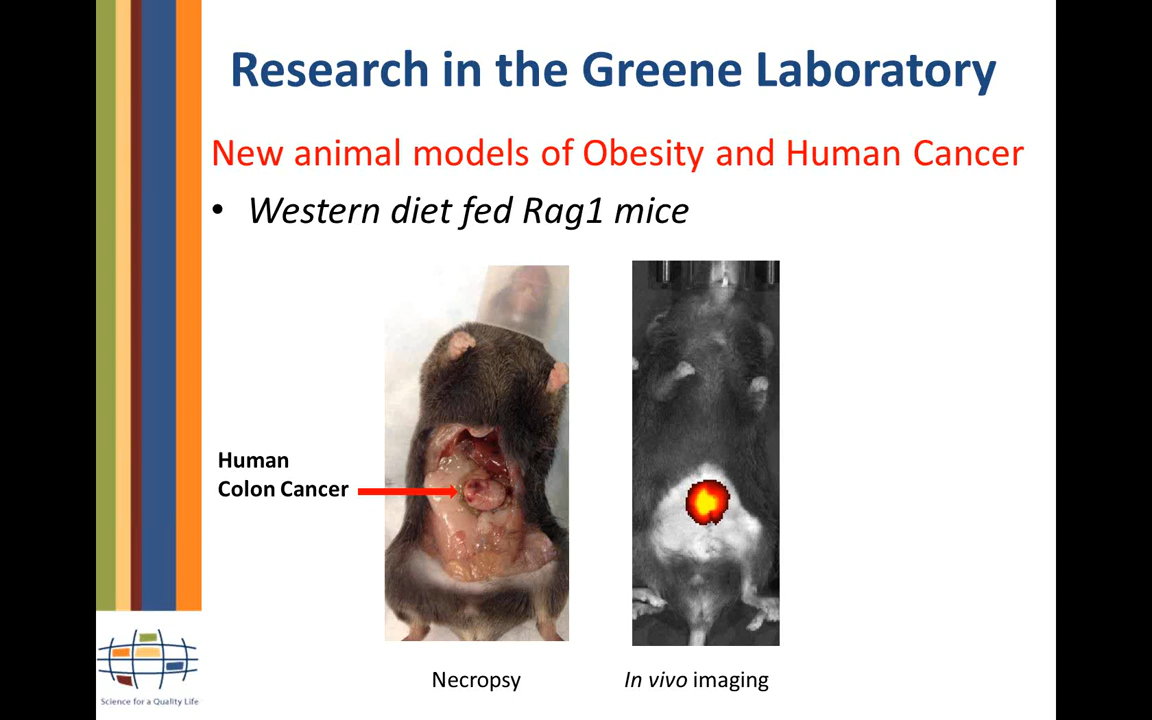 Research in the Greene Laboratory
New animal models of Obesity and Human Cancer
• Western diet fed Rag1 mice
Human
Colon Cancer
Necropsy
In vivo imaging
Science for a Quality Life